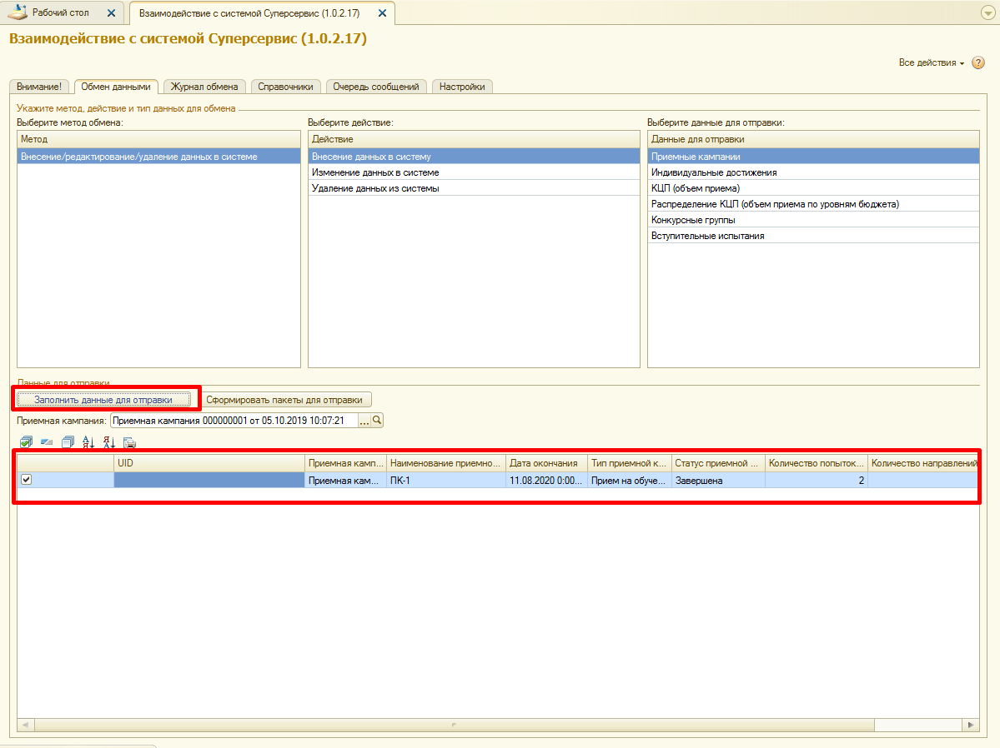 Рабочий стол
Взаимодействие с системой Суперсервис (1.0.2.17)
Взаимодействие с системой Суперсервис (1.0.2.17)
Все действия
?
Внимание!
Обмен данными
Журнал обмена
Справочники
Очередь сообщений
Настройки
Укажите метод, действие и тип данных для обмена
Выберите метод обмена:
Метод
Внесение/редактирование/удаление данных в системе
Выберите действие:
Действие
Внесение данных в систему
Изменение данных в системе
Удаление данных из системы
Выберите данные для отправки:
Данные для отправки
Приемные кампании
Индивидуальные достижения
КЦП (объем приема)
Распределение КЦП (объем приема по уровням бюджета)
Конкурсные группы
Вступительные испытания
Данные для отправки
Заполнить данные для отправки
Сформировать пакеты для отправки
Приемная кампания: Приемная кампания 000000001 от 05.10.2019 10:07:21 ...
UID Приемная камп... Наименование приемно... Дата окончания Тип приемной к... Статус приемной ... Количество попыток... Количество направлений
Приемная кам... ПК-1 11.08.2020 0:00... Прием на обуче... Завершена 2